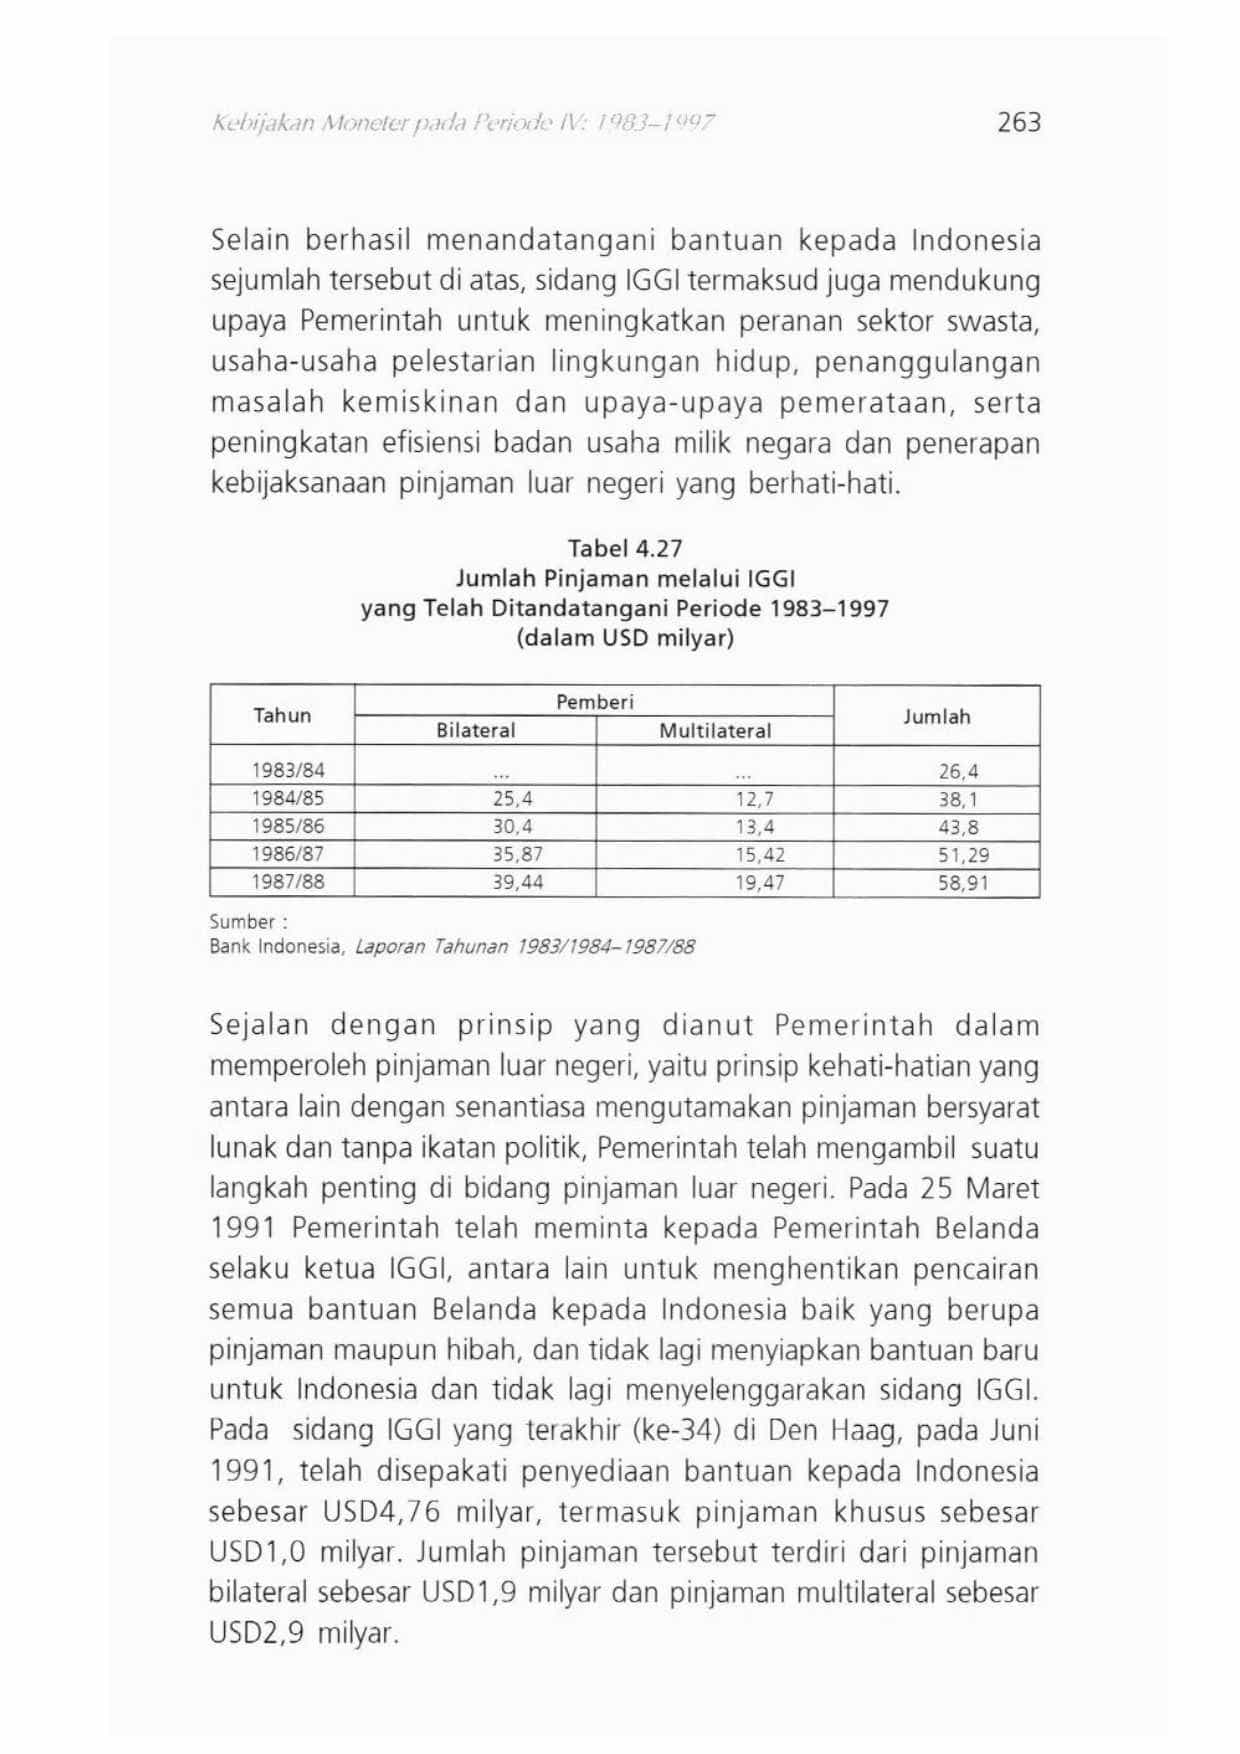 Kebijakan Moneter pada Periode IV: 1983–1997 263
Selain berhasil menandatangani bantuan kepada Indonesia
sejumlah tersebut di atas, sidang IGGI termaksud juga mendukung
upaya Pemerintah untuk meningkatkan peranan sektor swasta,
usaha-usaha pelestarian lingkungan hidup, penanggulangan
masalah kemiskinan dan upaya-upaya pemerataan, serta
peningkatan efisiensi badan usaha milik negara dan penerapan
kebijaksanaan pinjaman luar negeri yang berhati-hati.
Tabel 4.27
Jumlah Pinjaman melalui IGGI
yang Telah Ditandatangani Periode 1983–1997
(dalam USD milyar)
Tahun Pemberi Jumlah
Bilateral Multilateral
1983/84 ... ... 26,4
1984/85 25,4 12,7 38,1
1985/86 30,4 13,4 43,8
1986/87 35,87 15,42 51,29
1987/88 39,44 19,47 58,91
Sumber :
Bank Indonesia, Laporan Tahunan 1983/1984–1987/88
Sejalan dengan prinsip yang dianut Pemerintah dalam
memperoleh pinjaman luar negeri, yaitu prinsip kehati-hatian yang
antara lain dengan senantiasa mengutamakan pinjaman bersyarat
lunak dan tanpa ikatan politik, Pemerintah telah mengambil suatu
langkah penting di bidang pinjaman luar negeri. Pada 25 Maret
1991 Pemerintah telah meminta kepada Pemerintah Belanda
selaku ketua IGGI, antara lain untuk menghentikan pencairan
semua bantuan Belanda kepada Indonesia baik yang berupa
pinjaman maupun hibah, dan tidak lagi menyiapkan bantuan baru
untuk Indonesia dan tidak lagi menyelenggarakan sidang IGGI.
Pada sidang IGGI yang terakhir (ke-34) di Den Haag, pada Juni
1991, telah disepakati penyediaan bantuan kepada Indonesia
sebesar USD4,76 milyar, termasuk pinjaman khusus sebesar
USD1,0 milyar. Jumlah pinjaman tersebut terdiri dari pinjaman
bilateral sebesar USD1,9 milyar dan pinjaman multilateral sebesar
USD2,9 milyar.